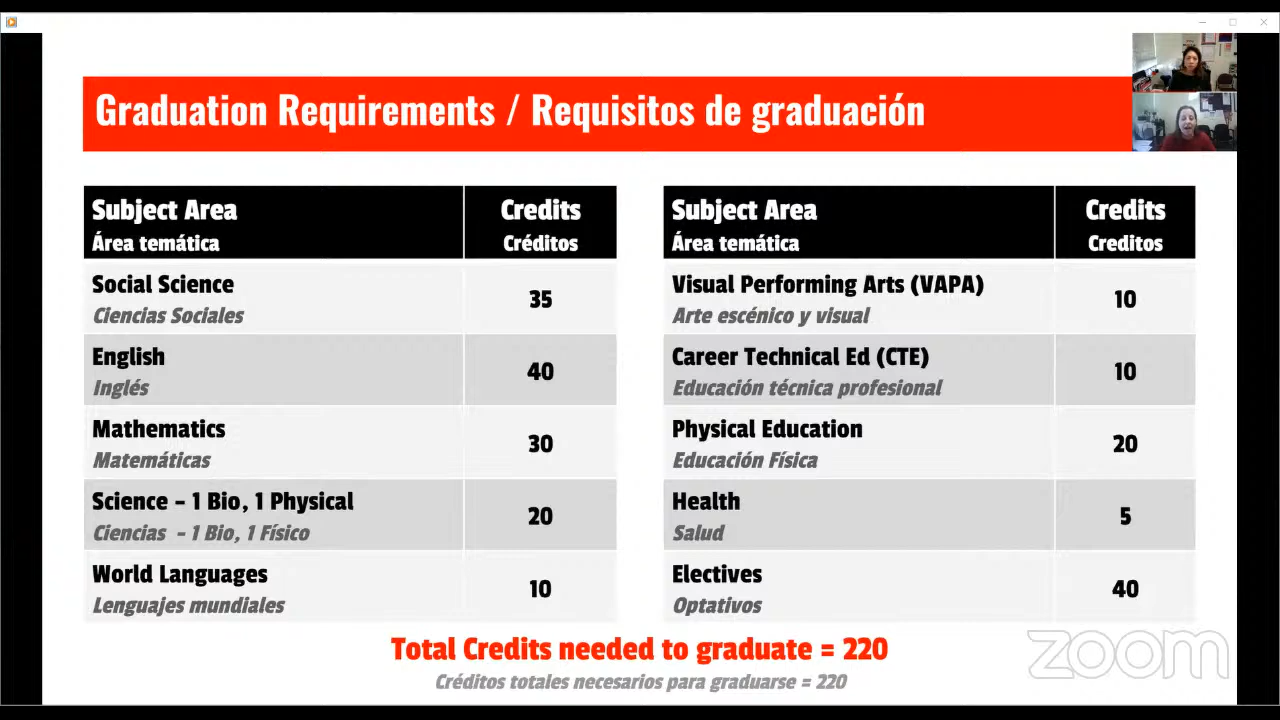 Graduation Requirements / Requisitos de graduación
Subject Area
Credits
Área temática
Créditos
Social Science
Ciencias Sociales
35
English
Inglés
40
Mathematics
Matemáticas
30
Science – 1 Bio, 1 Physical
Ciencias – 1 Bio, 1 Físico
20
World Languages
Lenguajes mundiales
10
Subject Area
Credits
Área temática
Creditos
Visual Performing Arts (VAPA)
Arte escénico y visual
10
Career Technical Ed (CTE)
Educación técnica profesional
10
Physical Education
Educación Física
20
Health
Salud
5
Electives
Optativos
40
Total Credits needed to graduate = 220
Créditos totales necesarios para graduarse = 220
zoom